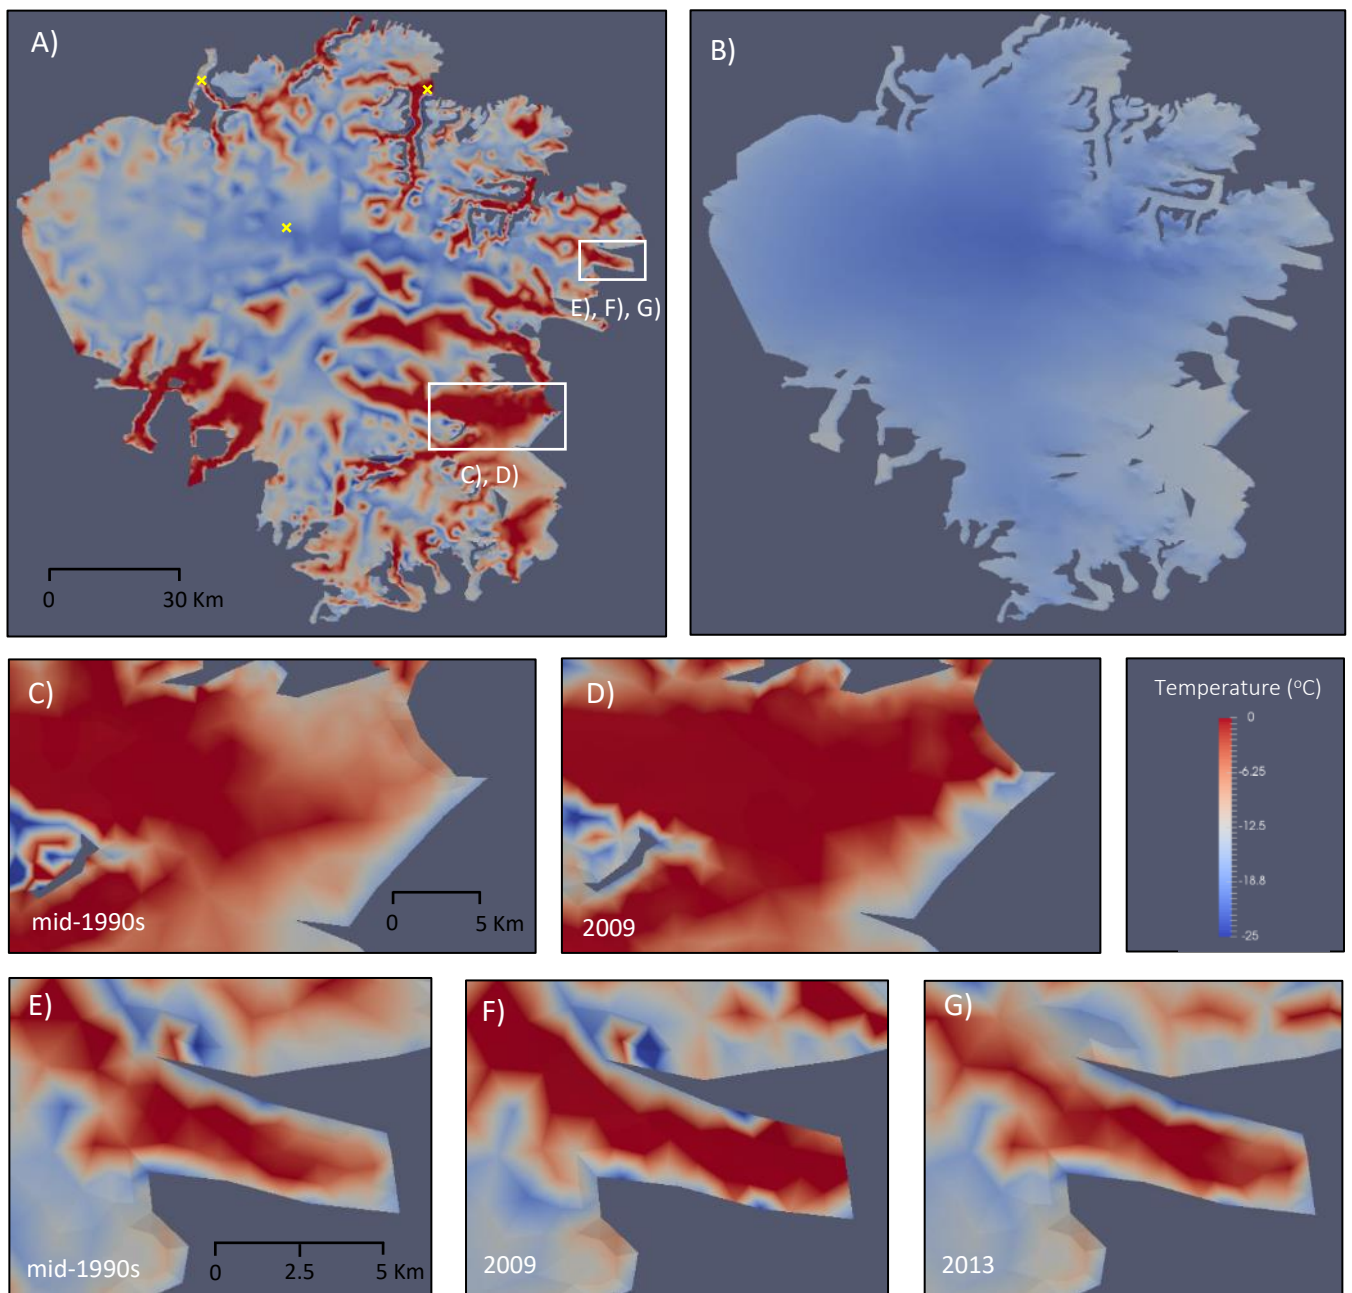 A)
B)
E), F), G)
C), D)
0 30 Km
C)
mid-1990s
0 5 Km
D)
2009
Temperature (°C)
0
-6.25
-12.5
-18.8
-25
E)
mid-1990s
0 2.5 5 Km
F)
2009
G)
2013